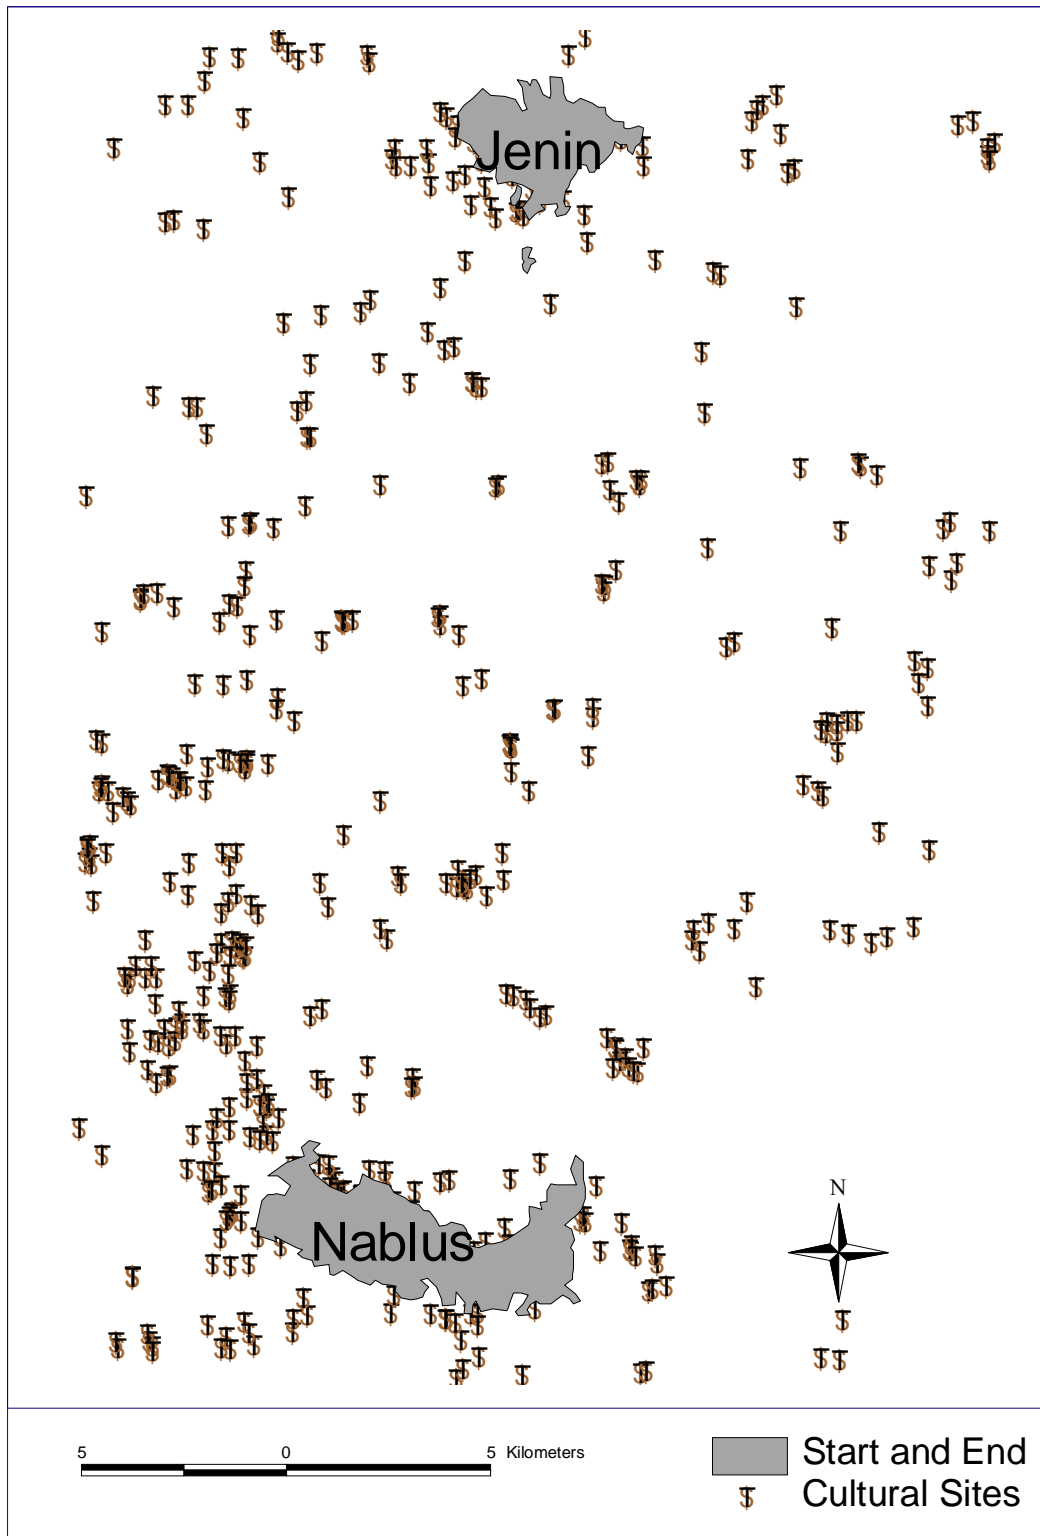 Jenin
Nablus
N
5 0 5 Kilometers
Start and End
Cultural Sites